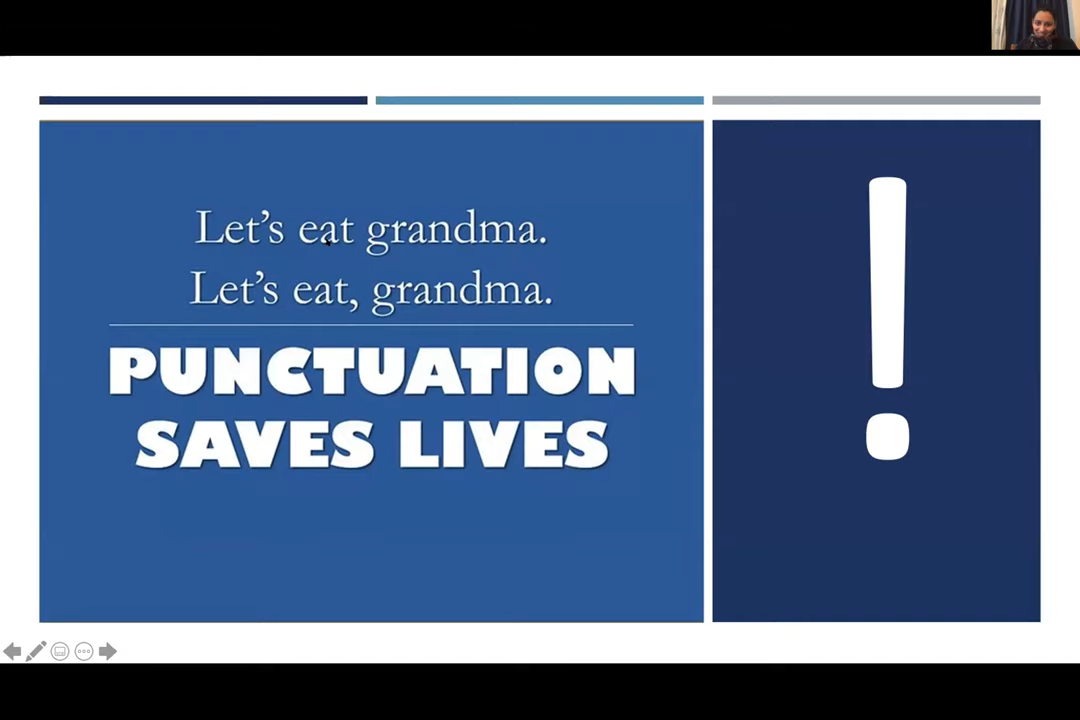 Let’s eat grandma.
Let’s eat, grandma.
PUNCTUATION
SAVES LIVES
!